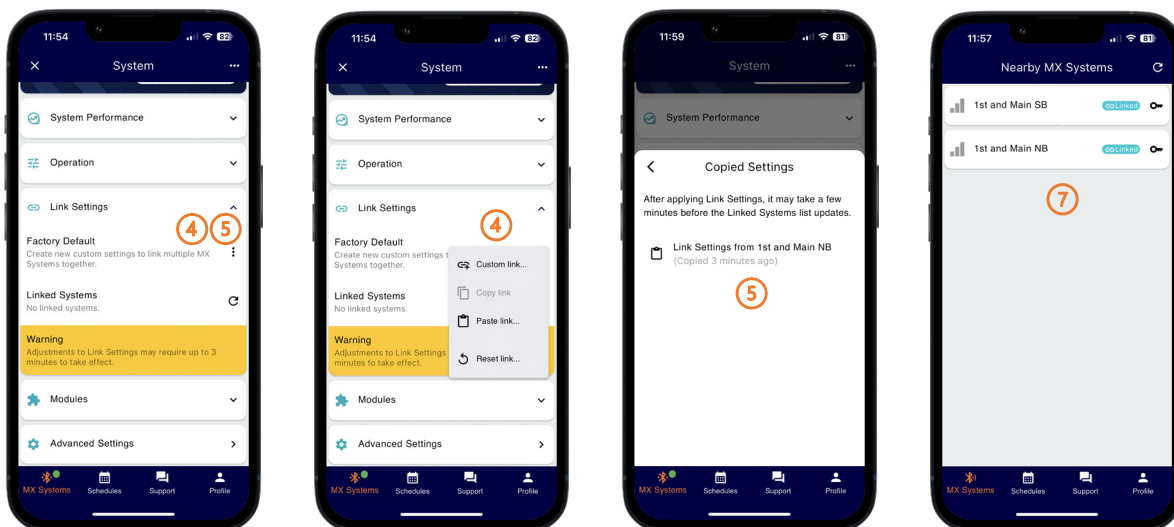 11:54
82
System
System Performance
Operation
Link Settings
4 5
Factory Default
Create new custom settings to link multiple MX
Systems together.
Linked Systems
No linked systems.
Warning
Adjustments to Link Settings may require up to 3
minutes to take effect.
Modules
Advanced Settings
MX Systems Schedules Support Profile
11:54
82
System
System Performance
Operation
Link Settings
4
Factory Default
Create new custom settings t
Systems together.
Custom link...
Copy link
Paste link...
Reset link...
Linked Systems
No linked systems.
Warning
Adjustments to Link Settings
minutes to take effect.
Modules
Advanced Settings
MX Systems Schedules Support Profile
11:59
81
System
System Performance
Copied Settings
After applying Link Settings, it may take a few
minutes before the Linked Systems list updates.
Link Settings from 1st and Main NB
(Copied 3 minutes ago)
5
MX Systems Schedules Support Profile
11:57
81
Nearby MX Systems
1st and Main SB Linked
1st and Main NB Linked
7
MX Systems Schedules Support Profile